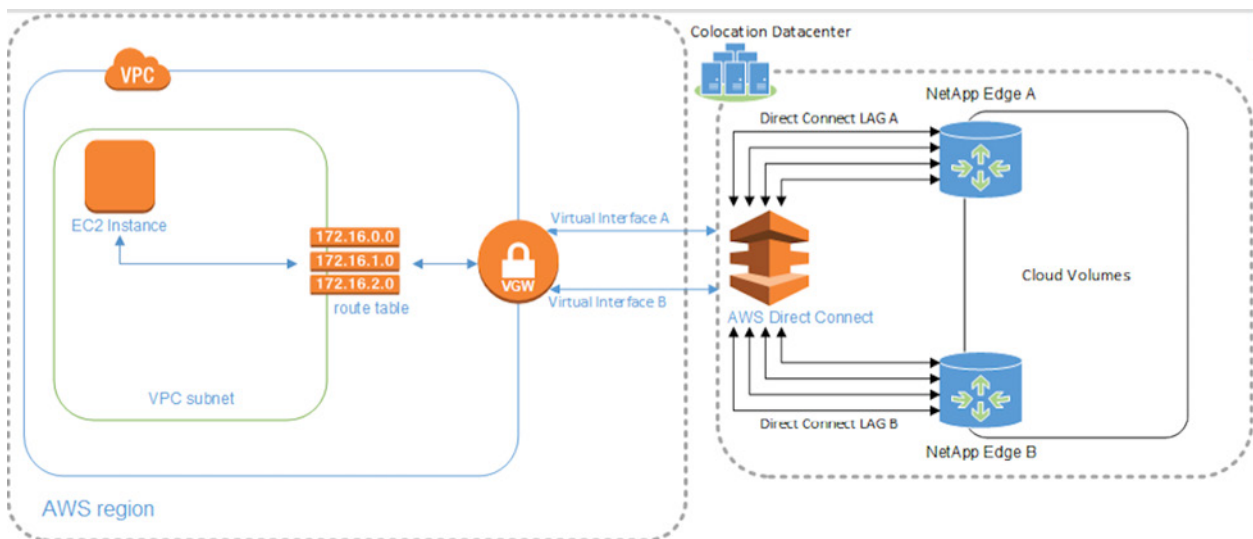 Colocation Datacenter
VPC
NetApp Edge A
Direct Connect LAG A
EC2 Instance
Virtual Interface A
172.16.0.0
172.16.1.0
172.16.2.0
route table
VGW
Virtual Interface B
Cloud Volumes
AWS Direct Connect
VPC subnet
Direct Connect LAG B
NetApp Edge B
AWS region